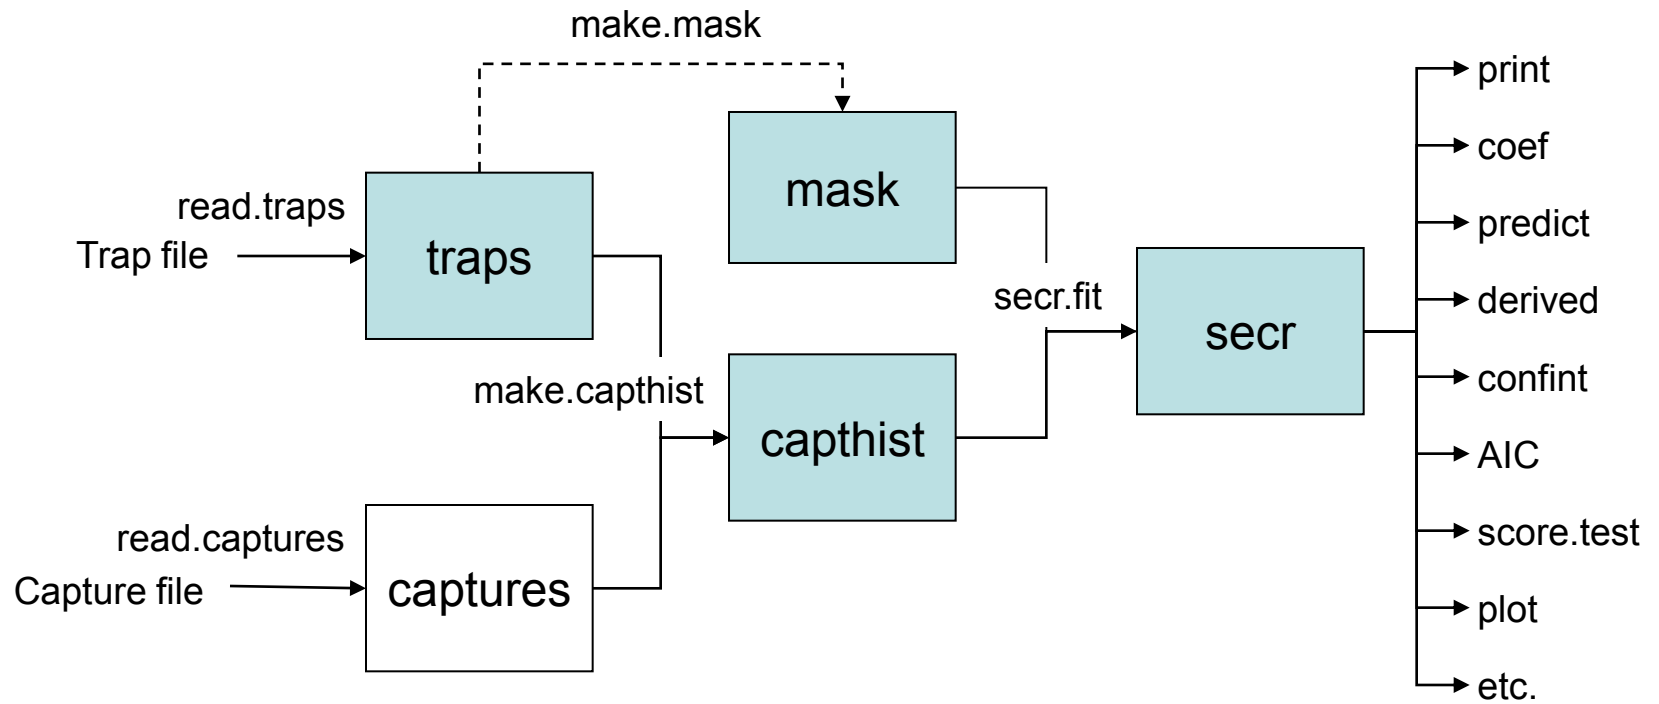 make.mask
print
coef
mask
read.traps
predict
Trap file
traps
secr.fit
derived
secr
confint
make.capthist
capthist
AIC
read.captures
score.test
Capture file
captures
plot
etc.